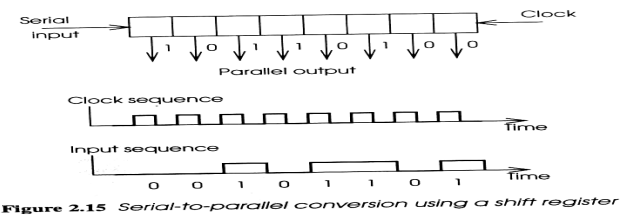 Serial
input
Clock
1 0 1 1 0 1 0 0
Parallel output
Clock sequence
Time
Input sequence
Time
0 0 1 0 1 1 0 1
Figure 2.15 Serial-to-parallel conversion using a shift register